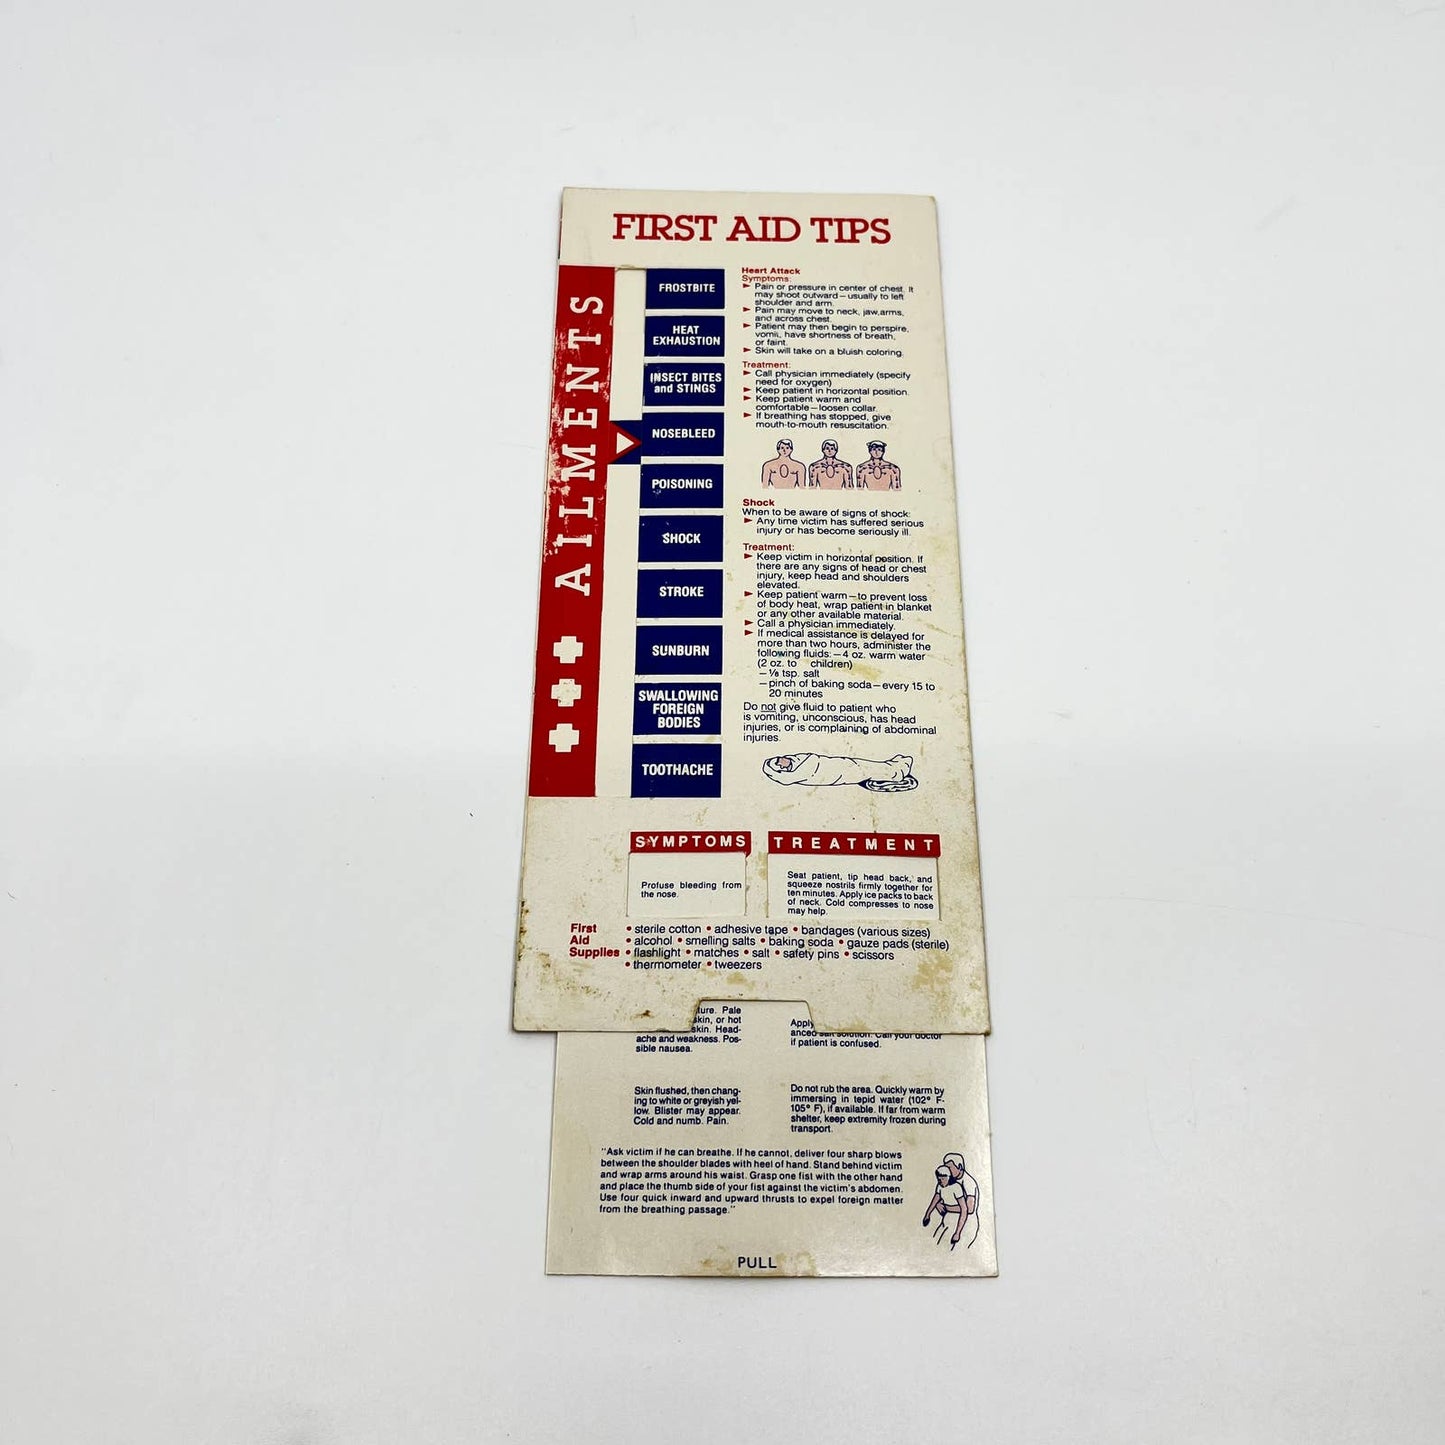 FIRST AID TIPS
AILMENTS
FROSTBITE
HEAT
EXHAUSTION
INSECT BITES
and STINGS
NOSEBLEED
POISONING
SHOCK
STROKE
SUNBURN
SWALLOWING
FOREIGN
BODIES
TOOTHACHE
Heart Attack
Symptoms:
Pain or pressure in center of chest. It
may shoot outward—usually to left
shoulder and arm.
Pain may move to neck, jaw, arms,
and across chest.
Patient may then begin to perspire,
vomit, have shortness of breath,
or faint.
Skin will take on a bluish coloring.
Treatment:
Call physician immediately (specify
need for oxygen)
Keep patient in horizontal position.
Keep patient warm and
comfortable—loosen collar.
If breathing has stopped, give
mouth-to-mouth resuscitation.
Shock
When to be aware of signs of shock:
Any time victim has suffered serious
injury or has become seriously ill.
Treatment:
Keep victim in horizontal position. If
there are any signs of head or chest
injury, keep head and shoulders
elevated.
Keep patient warm—to prevent loss
of body heat, wrap patient in blanket
or any other available material.
Call a physician immediately.
If medical assistance is delayed for
more than two hours, administer the
following fluids:—4 oz. warm water
(2 oz. to children)
—⅛ tsp. salt
—pinch of baking soda—every 15 to
20 minutes
Do not give fluid to patient who
is vomiting, unconscious, has head
injuries, or is complaining of abdominal
injuries.
SYMPTOMS
Profuse bleeding from
the nose.
TREATMENT
Seat patient, tip head back, and
squeeze nostrils firmly together for
ten minutes. Apply ice packs to back
of neck. Cold compresses to nose
may help.
First
Aid
Supplies
• sterile cotton • adhesive tape • bandages (various sizes)
• alcohol • smelling salts • baking soda • gauze pads (sterile)
• flashlight • matches • salt • safety pins • scissors
• thermometer • tweezers
ture. Pale
skin, or hot
skin. Head-
ache and weakness. Pos-
sible nausea.
Apply
anced salt solution. Call your doctor
if patient is confused.
Skin flushed, then chang-
ing to white or greyish yel-
low. Blister may appear.
Cold and numb. Pain.
Do not rub the area. Quickly warm by
immersing in tepid water (102° F-
105° F), if available. If far from warm
shelter, keep extremity frozen during
transport.
"Ask victim if he can breathe. If he cannot, deliver four sharp blows
between the shoulder blades with heel of hand. Stand behind victim
and wrap arms around his waist. Grasp one fist with the other hand
and place the thumb side of your fist against the victim's abdomen.
Use four quick inward and upward thrusts to expel foreign matter
from the breathing passage."
PULL